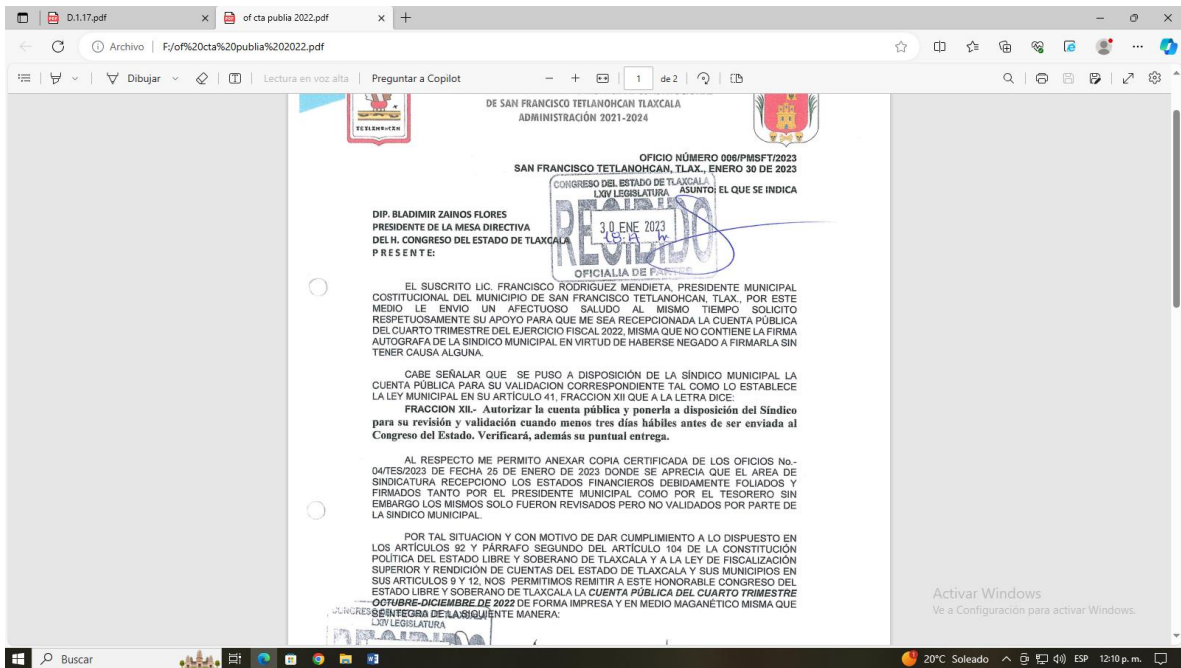 D.1.17.pdf
of cta publia 2022.pdf
Archivo
F:/of%20cta%20publia%202022.pdf
Dibujar
Lectura en voz alta
Preguntar a Copilot
1
de 2
TETLANOHCAN
DE SAN FRANCISCO TETLANOHCAN TLAXCALA
ADMINISTRACIÓN 2021-2024
OFICIO NÚMERO 006/PMSFT/2023
SAN FRANCISCO TETLANOHCAN, TLAX., ENERO 30 DE 2023
CONGRESO DEL ESTADO DE TLAXCALA
LXIV LEGISLATURA
ASUNTO: EL QUE SE INDICA
RECIBIDO
30 ENE 2023
OFICIALIA DE PARTES
DIP. BLADIMIR ZAINOS FLORES
PRESIDENTE DE LA MESA DIRECTIVA
DEL H. CONGRESO DEL ESTADO DE TLAXCALA
P R E S E N T E:
EL SUSCRITO LIC. FRANCISCO RODRIGUEZ MENDIETA, PRESIDENTE MUNICIPAL
COSTITUCIONAL DEL MUNICIPIO DE SAN FRANCISCO TETLANOHCAN, TLAX., POR ESTE
MEDIO LE ENVIO UN AFECTUOSO SALUDO AL MISMO TIEMPO SOLICITO
RESPETUOSAMENTE SU APOYO PARA QUE ME SEA RECEPCIONADA LA CUENTA PÚBLICA
DEL CUARTO TRIMESTRE DEL EJERCICIO FISCAL 2022, MISMA QUE NO CONTIENE LA FIRMA
AUTOGRAFA DE LA SINDICO MUNICIPAL EN VIRTUD DE HABERSE NEGADO A FIRMARLA SIN
TENER CAUSA ALGUNA.
CABE SEÑALAR QUE SE PUSO A DISPOSICIÓN DE LA SÍNDICO MUNICIPAL LA
CUENTA PÚBLICA PARA SU VALIDACION CORRESPONDIENTE TAL COMO LO ESTABLECE
LA LEY MUNICIPAL EN SU ARTÍCULO 41, FRACCION XII QUE A LA LETRA DICE:
FRACCION XII.- Autorizar la cuenta pública y ponerla a disposición del Síndico
para su revisión y validación cuando menos tres días hábiles antes de ser enviada al
Congreso del Estado. Verificará, además su puntual entrega.
AL RESPECTO ME PERMITO ANEXAR COPIA CERTIFICADA DE LOS OFICIOS No.-
04/TES/2023 DE FECHA 25 DE ENERO DE 2023 DONDE SE APRECIA QUE EL AREA DE
SINDICATURA RECEPCIONO LOS ESTADOS FINANCIEROS DEBIDAMENTE FOLIADOS Y
FIRMADOS TANTO POR EL PRESIDENTE MUNICIPAL COMO POR EL TESORERO SIN
EMBARGO LOS MISMOS SOLO FUERON REVISADOS PERO NO VALIDADOS POR PARTE DE
LA SINDICO MUNICIPAL.
POR TAL SITUACION Y CON MOTIVO DE DAR CUMPLIMIENTO A LO DISPUESTO EN
LOS ARTÍCULOS 92 Y PÁRRAFO SEGUNDO DEL ARTÍCULO 104 DE LA CONSTITUCIÓN
POLÍTICA DEL ESTADO LIBRE Y SOBERANO DE TLAXCALA Y A LA LEY DE FISCALIZACIÓN
SUPERIOR Y RENDICIÓN DE CUENTAS DEL ESTADO DE TLAXCALA Y SUS MUNICIPIOS EN
SUS ARTICULOS 9 Y 12, NOS PERMITIMOS REMITIR A ESTE HONORABLE CONGRESO DEL
ESTADO LIBRE Y SOBERANO DE TLAXCALA LA CUENTA PÚBLICA DEL CUARTO TRIMESTRE
OCTUBRE-DICIEMBRE DE 2022 DE FORMA IMPRESA Y EN MEDIO MAGANÉTICO MISMA QUE
SE INTEGRA DE LA SIGUIENTE MANERA:
LXIV LEGISLATURA
Activar Windows
Ve a Configuración para activar Windows.
Buscar
20°C Soleado
ESP
12:10 p. m.